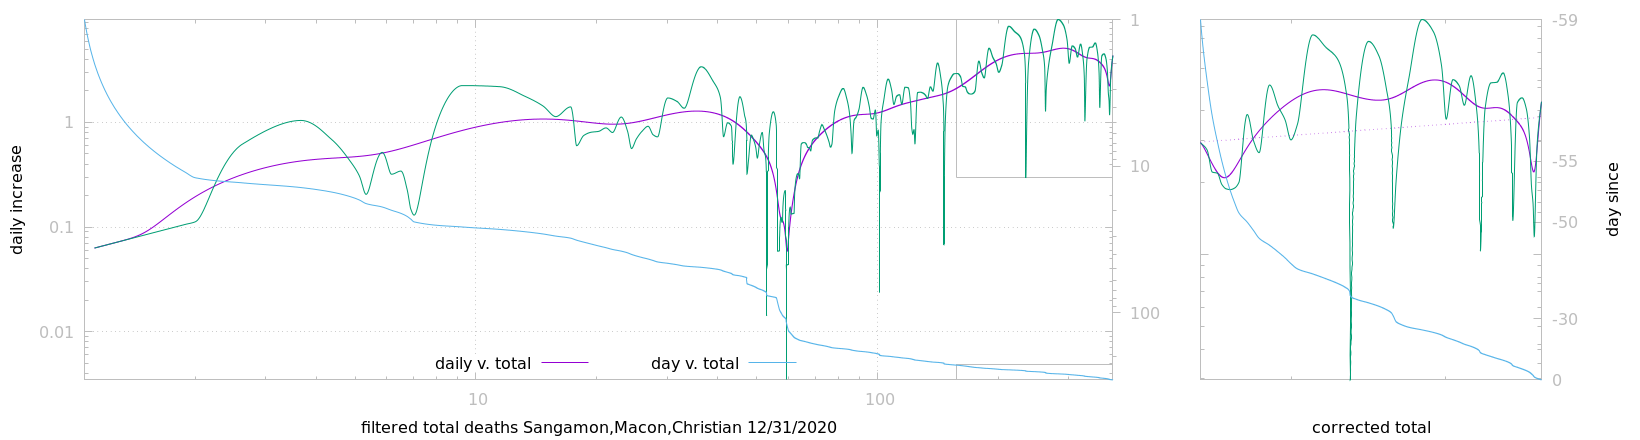 1
-59
daily increase
1
10
-55
0.1
-50
day since
100
-30
0.01
daily v. total
day v. total
0
10
100
filtered total deaths Sangamon,Macon,Christian 12/31/2020
corrected total